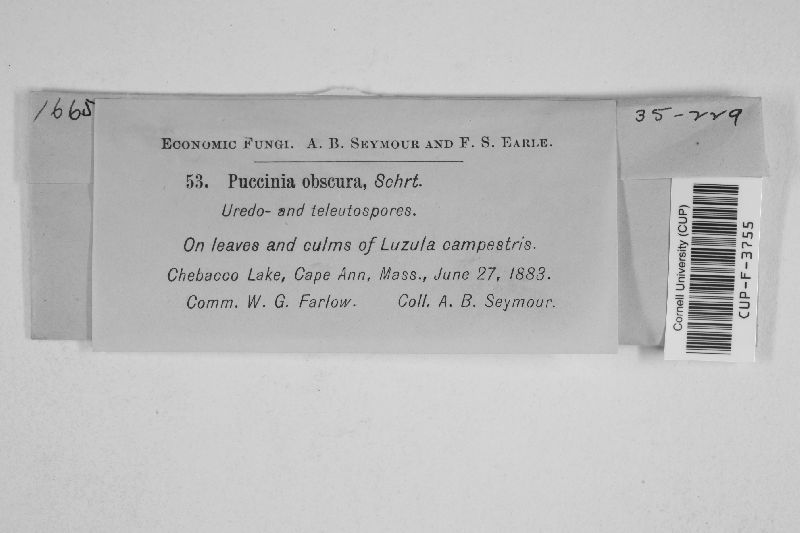 1665
35-229
ECONOMIC FUNGI. A. B. SEYMOUR AND F. S. EARLE.
53. Puccinia obscura, Schrt.
Uredo- and teleutospores.
On leaves and culms of Luzula campestris.
Chebacco Lake, Cape Ann, Mass., June 27, 1883.
Comm. W. G. Farlow. Coll. A. B. Seymour.
Cornell University (CUP)
CUP-F-3755